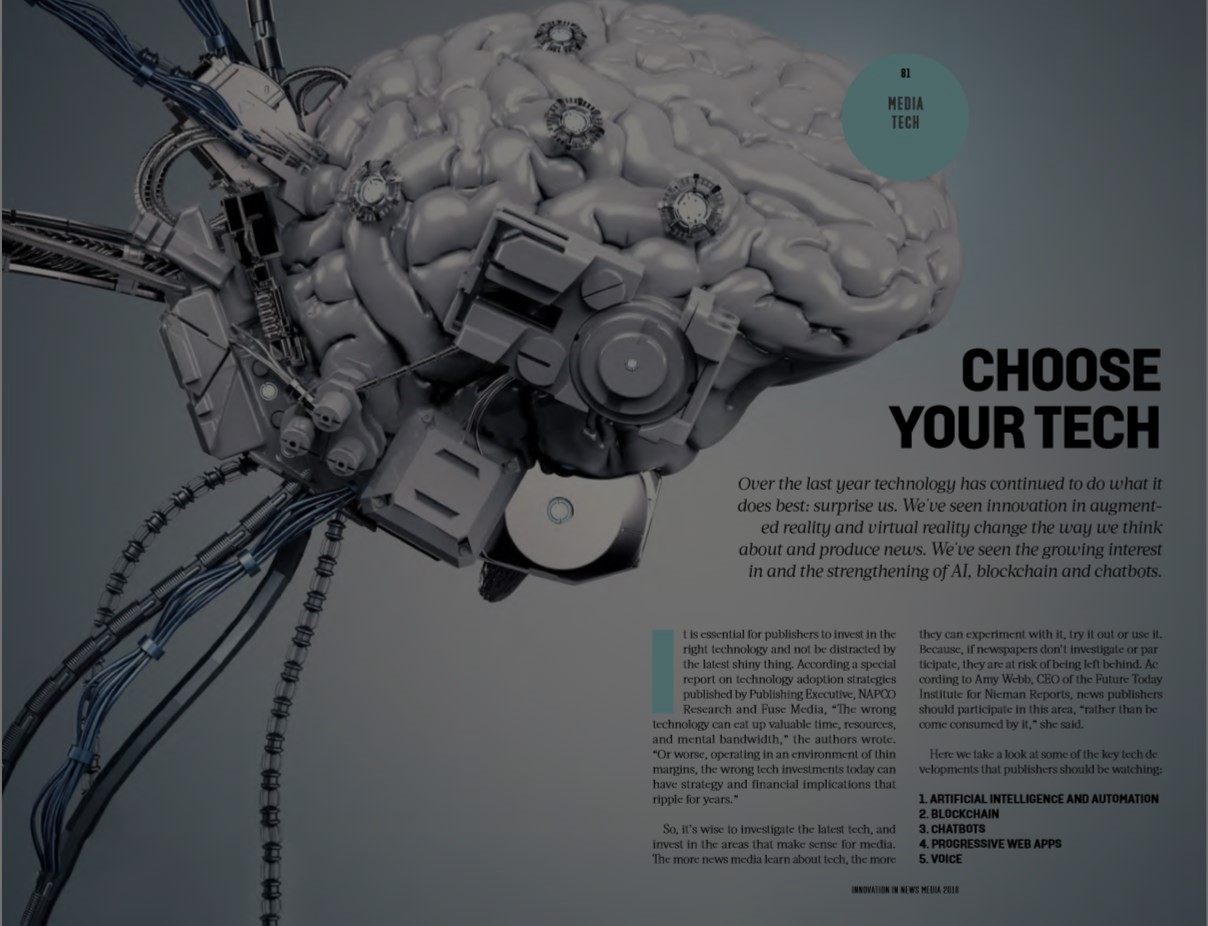 81
MEDIA
TECH
CHOOSE
YOUR TECH
Over the last year technology has continued to do what it
does best: surprise us. We've seen innovation in augment-
ed reality and virtual reality change the way we think
about and produce news. We've seen the growing interest
in and the strengthening of AI, blockchain and chatbots.
It is essential for publishers to invest in the
right technology and not be distracted by
the latest shiny thing. According a special
report on technology adoption strategies
published by Publishing Executive, NAPCO
Research and Fuse Media, “The wrong
technology can eat up valuable time, resources,
and mental bandwidth,” the authors wrote.
“Or worse, operating in an environment of thin
margins, the wrong tech investments today can
have strategy and financial implications that
ripple for years.”
So, it’s wise to investigate the latest tech, and
invest in the areas that make sense for media.
The more news media learn about tech, the more
they can experiment with it, try it out or use it.
Because, if newspapers don’t investigate or par
ticipate, they are at risk of being left behind. Ac
cording to Amy Webb, CEO of the Future Today
Institute for Nieman Reports, news publishers
should participate in this area, “rather than be
come consumed by it,” she said.
Here we take a look at some of the key tech de
velopments that publishers should be watching:
1. ARTIFICIAL INTELLIGENCE AND AUTOMATION
2. BLOCKCHAIN
3. CHATBOTS
4. PROGRESSIVE WEB APPS
5. VOICE
INNOVATION IN NEWS MEDIA 2018